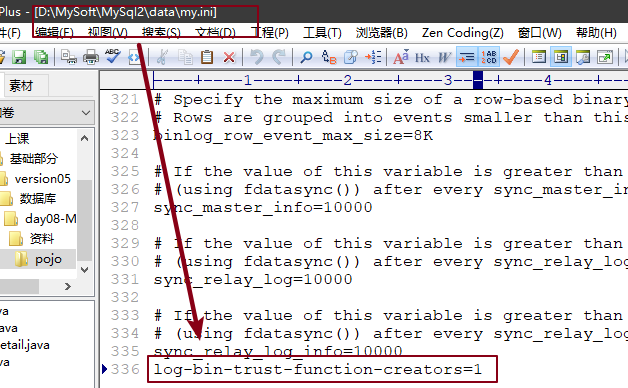 Plus - [D:\MySoft\MySql2\data\my.ini]
编辑(E) 视图(V) 搜索(S) 文档(D) 工程(P) 工具(T) 浏览器(B) Zen Coding(Z) 窗口(W) 帮助(H)
素材
上课
基础部分
version05
数据库
day08-M
资料
pojo
va
ava
etail.java
ava
----+----1----+----2----+----3----+----4----
321 # Specify the maximum size of a row-based binary
322 # Rows are grouped into events smaller than this
323 binlog_row_event_max_size=8K
324
325 # If the value of this variable is greater than
326 # (using fdatasync()) after every sync_master_in
327 sync_master_info=10000
328
329 # If the value of this variable is greater than
330 # (using fdatasync()) after every sync_relay_log
331 sync_relay_log=10000
332
333 # If the value of this variable is greater than
334 # (using fdatasync()) after every sync_relay_log
335 sync_relay_log_info=10000
336 log-bin-trust-function-creators=1